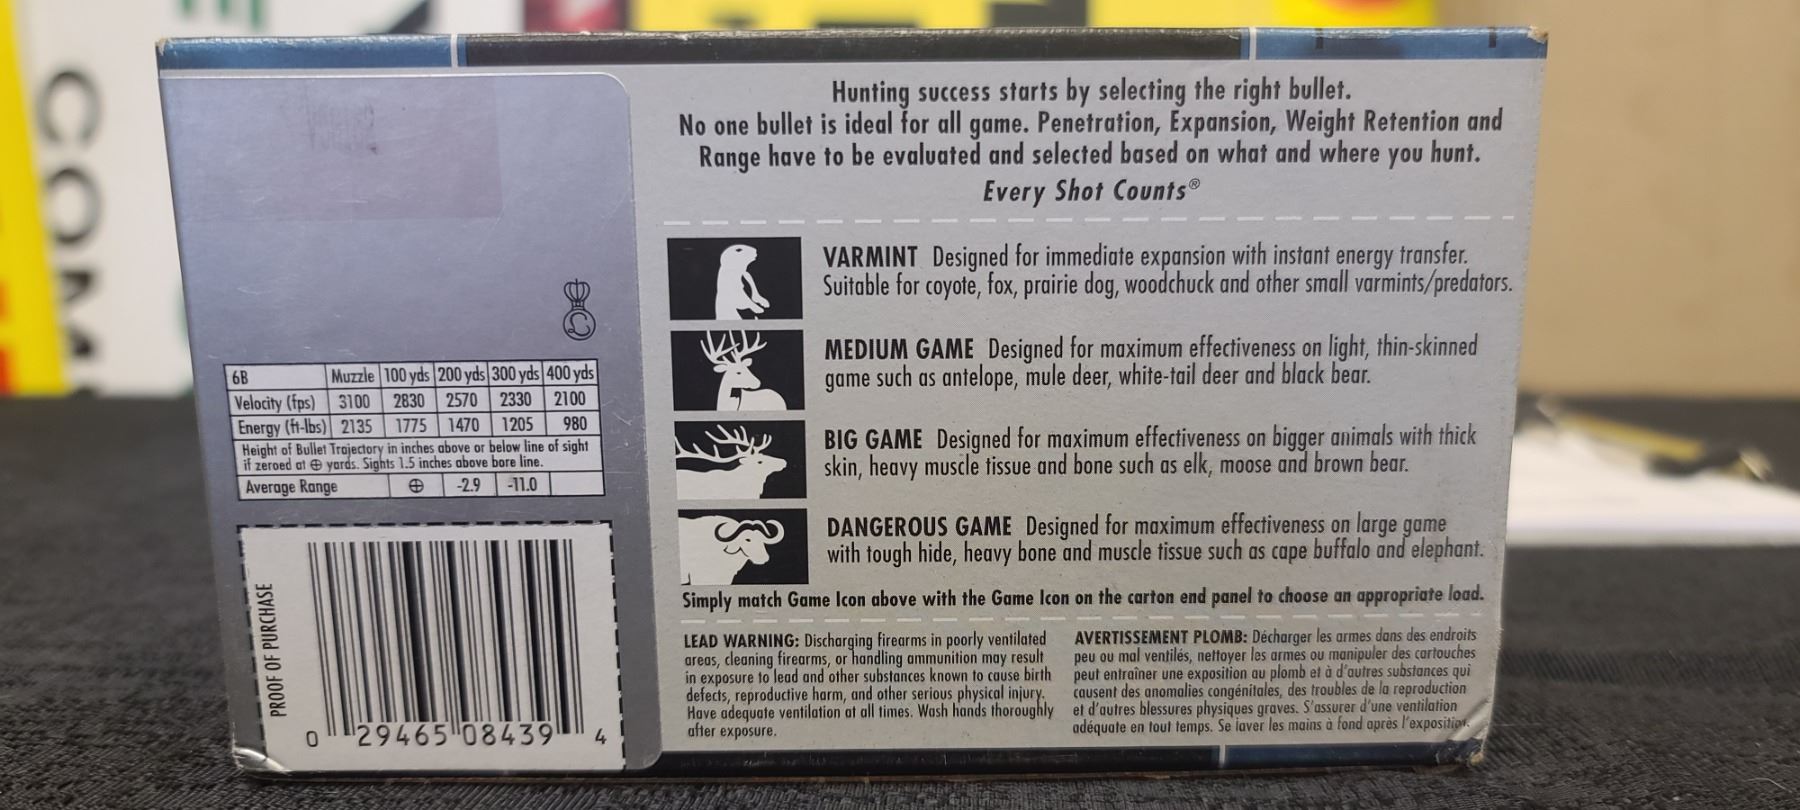 COM
Hunting success starts by selecting the right bullet.
No one bullet is ideal for all game. Penetration, Expansion, Weight Retention and
Range have to be evaluated and selected based on what and where you hunt.
Every Shot Counts®
VARMINT Designed for immediate expansion with instant energy transfer.
Suitable for coyote, fox, prairie dog, woodchuck and other small varmints/predators.
MEDIUM GAME Designed for maximum effectiveness on light, thin-skinned
game such as antelope, mule deer, white-tail deer and black bear.
BIG GAME Designed for maximum effectiveness on bigger animals with thick
skin, heavy muscle tissue and bone such as elk, moose and brown bear.
DANGEROUS GAME Designed for maximum effectiveness on large game
with tough hide, heavy bone and muscle tissue such as cape buffalo and elephant.
Simply match Game Icon above with the Game Icon on the carton end panel to choose an appropriate load.
6B Muzzle 100 yds 200 yds 300 yds 400 yds
Velocity (fps) 3100 2830 2570 2330 2100
Energy (ft-lbs) 2135 1775 1470 1205 980
Height of Bullet Trajectory in inches above or below line of sight
if zeroed at ⊕ yards. Sights 1.5 inches above bore line.
Average Range ⊕ -2.9 -11.0
PROOF OF PURCHASE
0 29465 08439 4
LEAD WARNING: Discharging firearms in poorly ventilated
areas, cleaning firearms, or handling ammunition may result
in exposure to lead and other substances known to cause birth
defects, reproductive harm, and other serious physical injury.
Have adequate ventilation at all times. Wash hands thoroughly
after exposure.
AVERTISSEMENT PLOMB: Décharger les armes dans des endroits
peu ou mal ventilés, nettoyer les armes ou manipuler des cartouches
peut entraîner une exposition au plomb et à d'autres substances qui
causent des anomalies congénitales, des troubles de la reproduction
et d'autres blessures physiques graves. S'assurer d'une ventilation
adéquate en tout temps. Se laver les mains à fond après l'exposition.